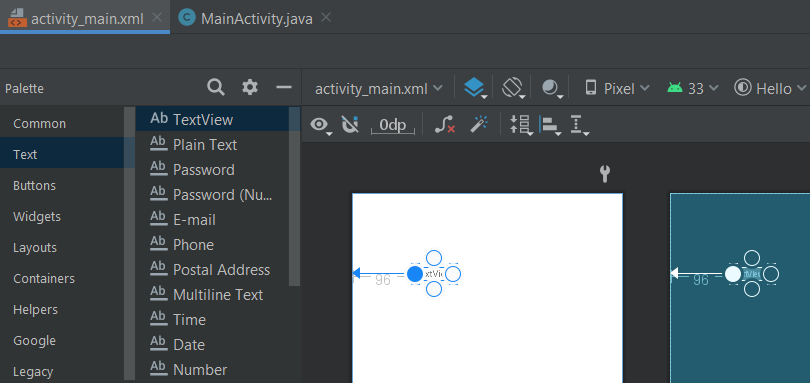 activity_main.xml
MainActivity.java
Palette
activity_main.xml
Pixel
33
Hello
Common
Text
Buttons
Widgets
Layouts
Containers
Helpers
Google
Legacy
Ab TextView
Ab Plain Text
Ab Password
Ab Password (Nu...
Ab E-mail
Ab Phone
Ab Postal Address
Ab Multiline Text
Ab Time
Ab Date
Ab Number
0dp
96
96